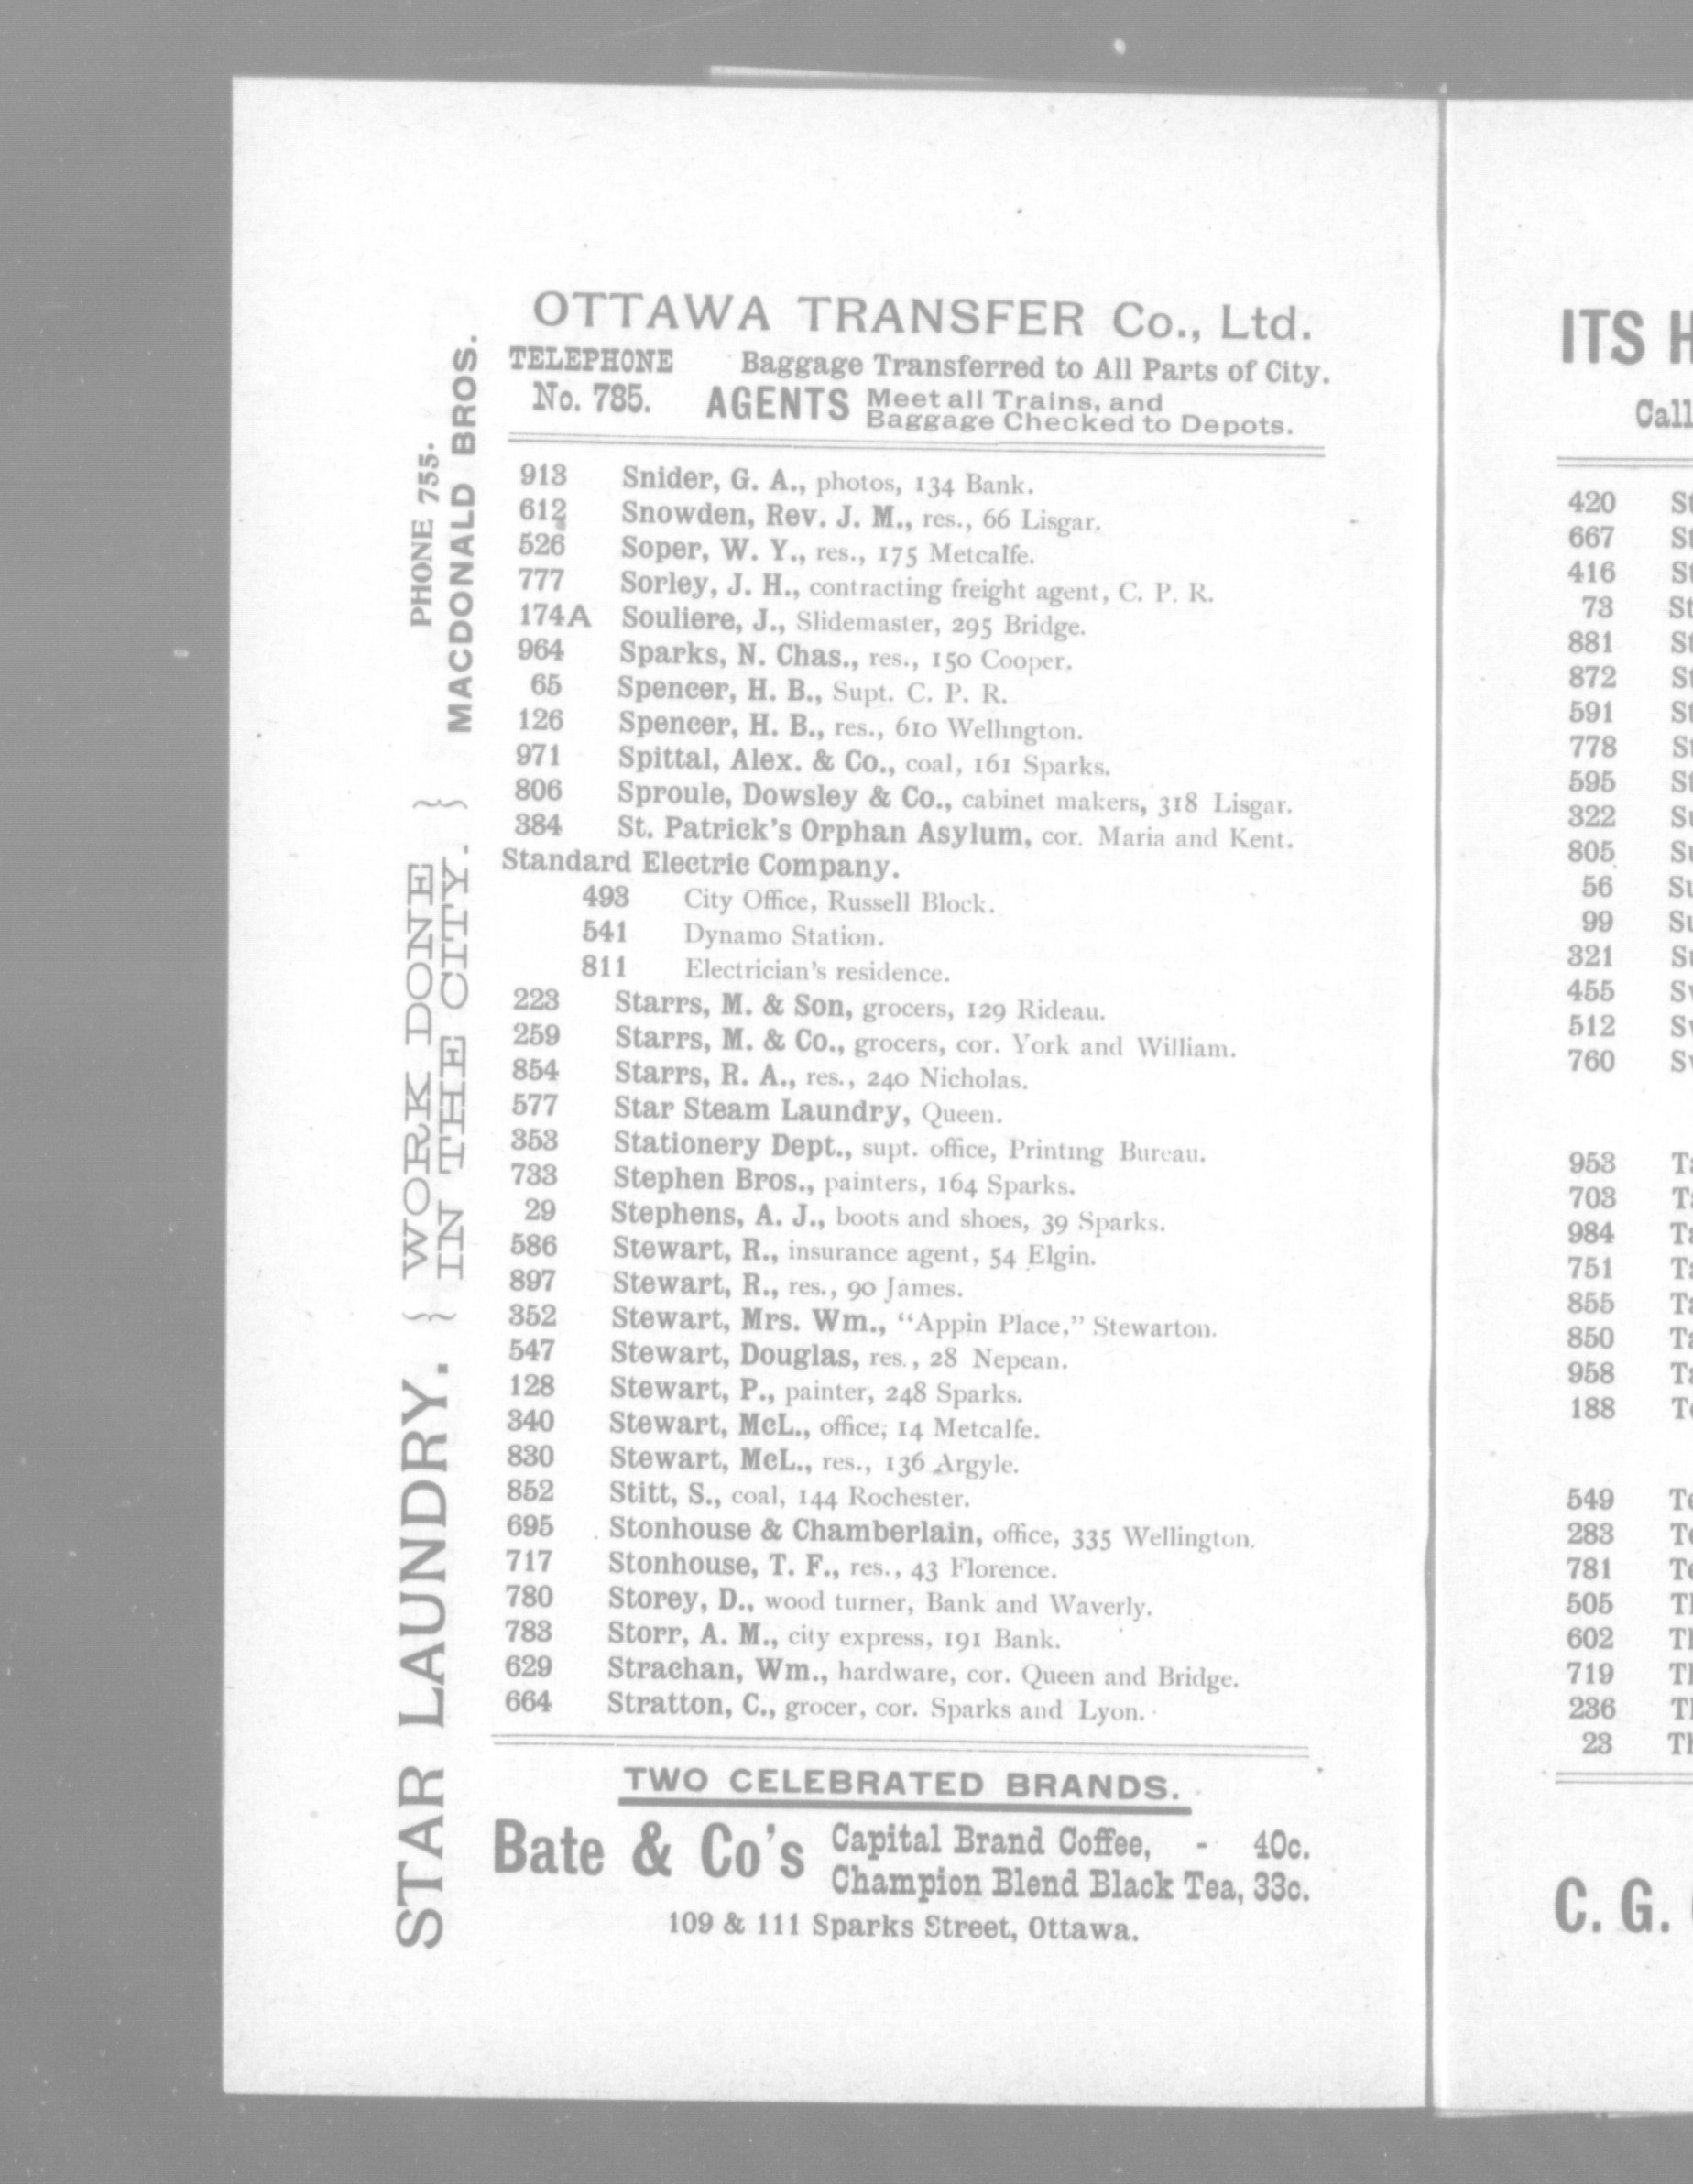 OTTAWA TRANSFER Co., Ltd.
TELEPHONE Baggage Transferred to All Parts of City.
No. 785. AGENTS Meet all Trains, and
Baggage Checked to Depots.
913 Snider, G. A., photos, 134 Bank.
612 Snowden, Rev. J. M., res., 66 Lisgar.
526 Soper, W. Y., res., 175 Metcalfe.
777 Sorley, J. H., contracting freight agent, C. P. R.
174A Souliere, J., Slidemaster, 295 Bridge.
964 Sparks, N. Chas., res., 150 Cooper.
65 Spencer, H. B., Supt. C. P. R.
126 Spencer, H. B., res., 610 Wellington.
971 Spittal, Alex. & Co., coal, 161 Sparks.
806 Sproule, Dowsley & Co., cabinet makers, 318 Lisgar.
384 St. Patrick's Orphan Asylum, cor. Maria and Kent.
Standard Electric Company.
493 City Office, Russell Block.
541 Dynamo Station.
811 Electrician's residence.
223 Starrs, M. & Son, grocers, 129 Rideau.
259 Starrs, M. & Co., grocers, cor. York and William.
854 Starrs, R. A., res., 240 Nicholas.
577 Star Steam Laundry, Queen.
353 Stationery Dept., supt. office, Printing Bureau.
733 Stephen Bros., painters, 164 Sparks.
29 Stephens, A. J., boots and shoes, 39 Sparks.
586 Stewart, R., insurance agent, 54 Elgin.
897 Stewart, R., res., 90 James.
352 Stewart, Mrs. Wm., "Appin Place," Stewarton.
547 Stewart, Douglas, res., 28 Nepean.
128 Stewart, P., painter, 248 Sparks.
340 Stewart, McL., office, 14 Metcalfe.
830 Stewart, McL., res., 136 Argyle.
852 Stitt, S., coal, 144 Rochester.
695 Stonhouse & Chamberlain, office, 335 Wellington.
717 Stonhouse, T. F., res., 43 Florence.
780 Storey, D., wood turner, Bank and Waverly.
783 Storr, A. M., city express, 191 Bank.
629 Strachan, Wm., hardware, cor. Queen and Bridge.
664 Stratton, C., grocer, cor. Sparks and Lyon.
TWO CELEBRATED BRANDS.
Bate & Co's Capital Brand Coffee, - 40c.
Champion Blend Black Tea, 33c.
109 & 111 Sparks Street, Ottawa.
STAR LAUNDRY. { WORK DONE
IN THE CITY. }
PHONE 755.
MACDONALD BROS.
ITS
Call
420
667
416
73
881
872
591
778
595
322
805
56
99
321
455
512
760
953
703
984
751
855
850
958
188
549
283
781
505
602
719
236
23
C. G.